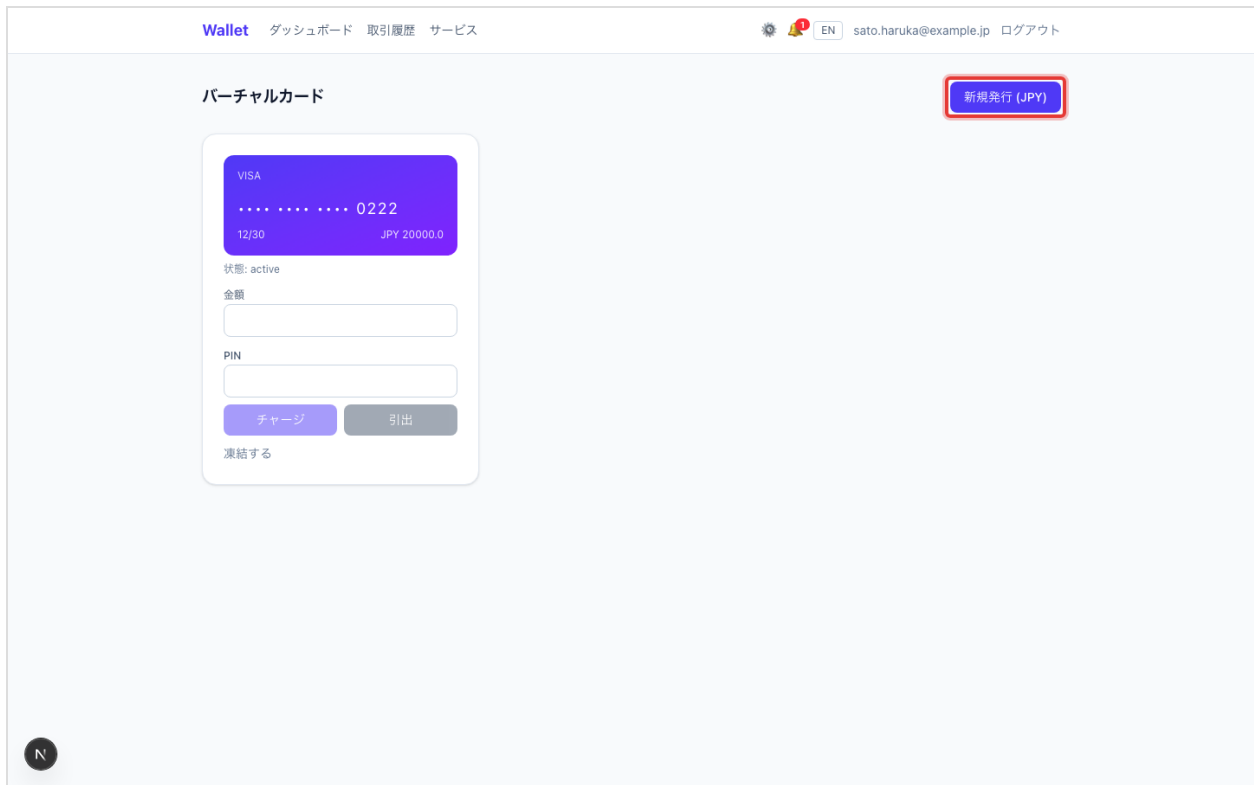 Wallet ダッシュボード 取引履歴 サービス 1 EN sato.haruka@example.jp ログアウト
バーチャルカード 新規発行 (JPY)
VISA
•••• •••• •••• 0222
12/30 JPY 20000.0
状態: active
金額
PIN
チャージ 引出
凍結する
N